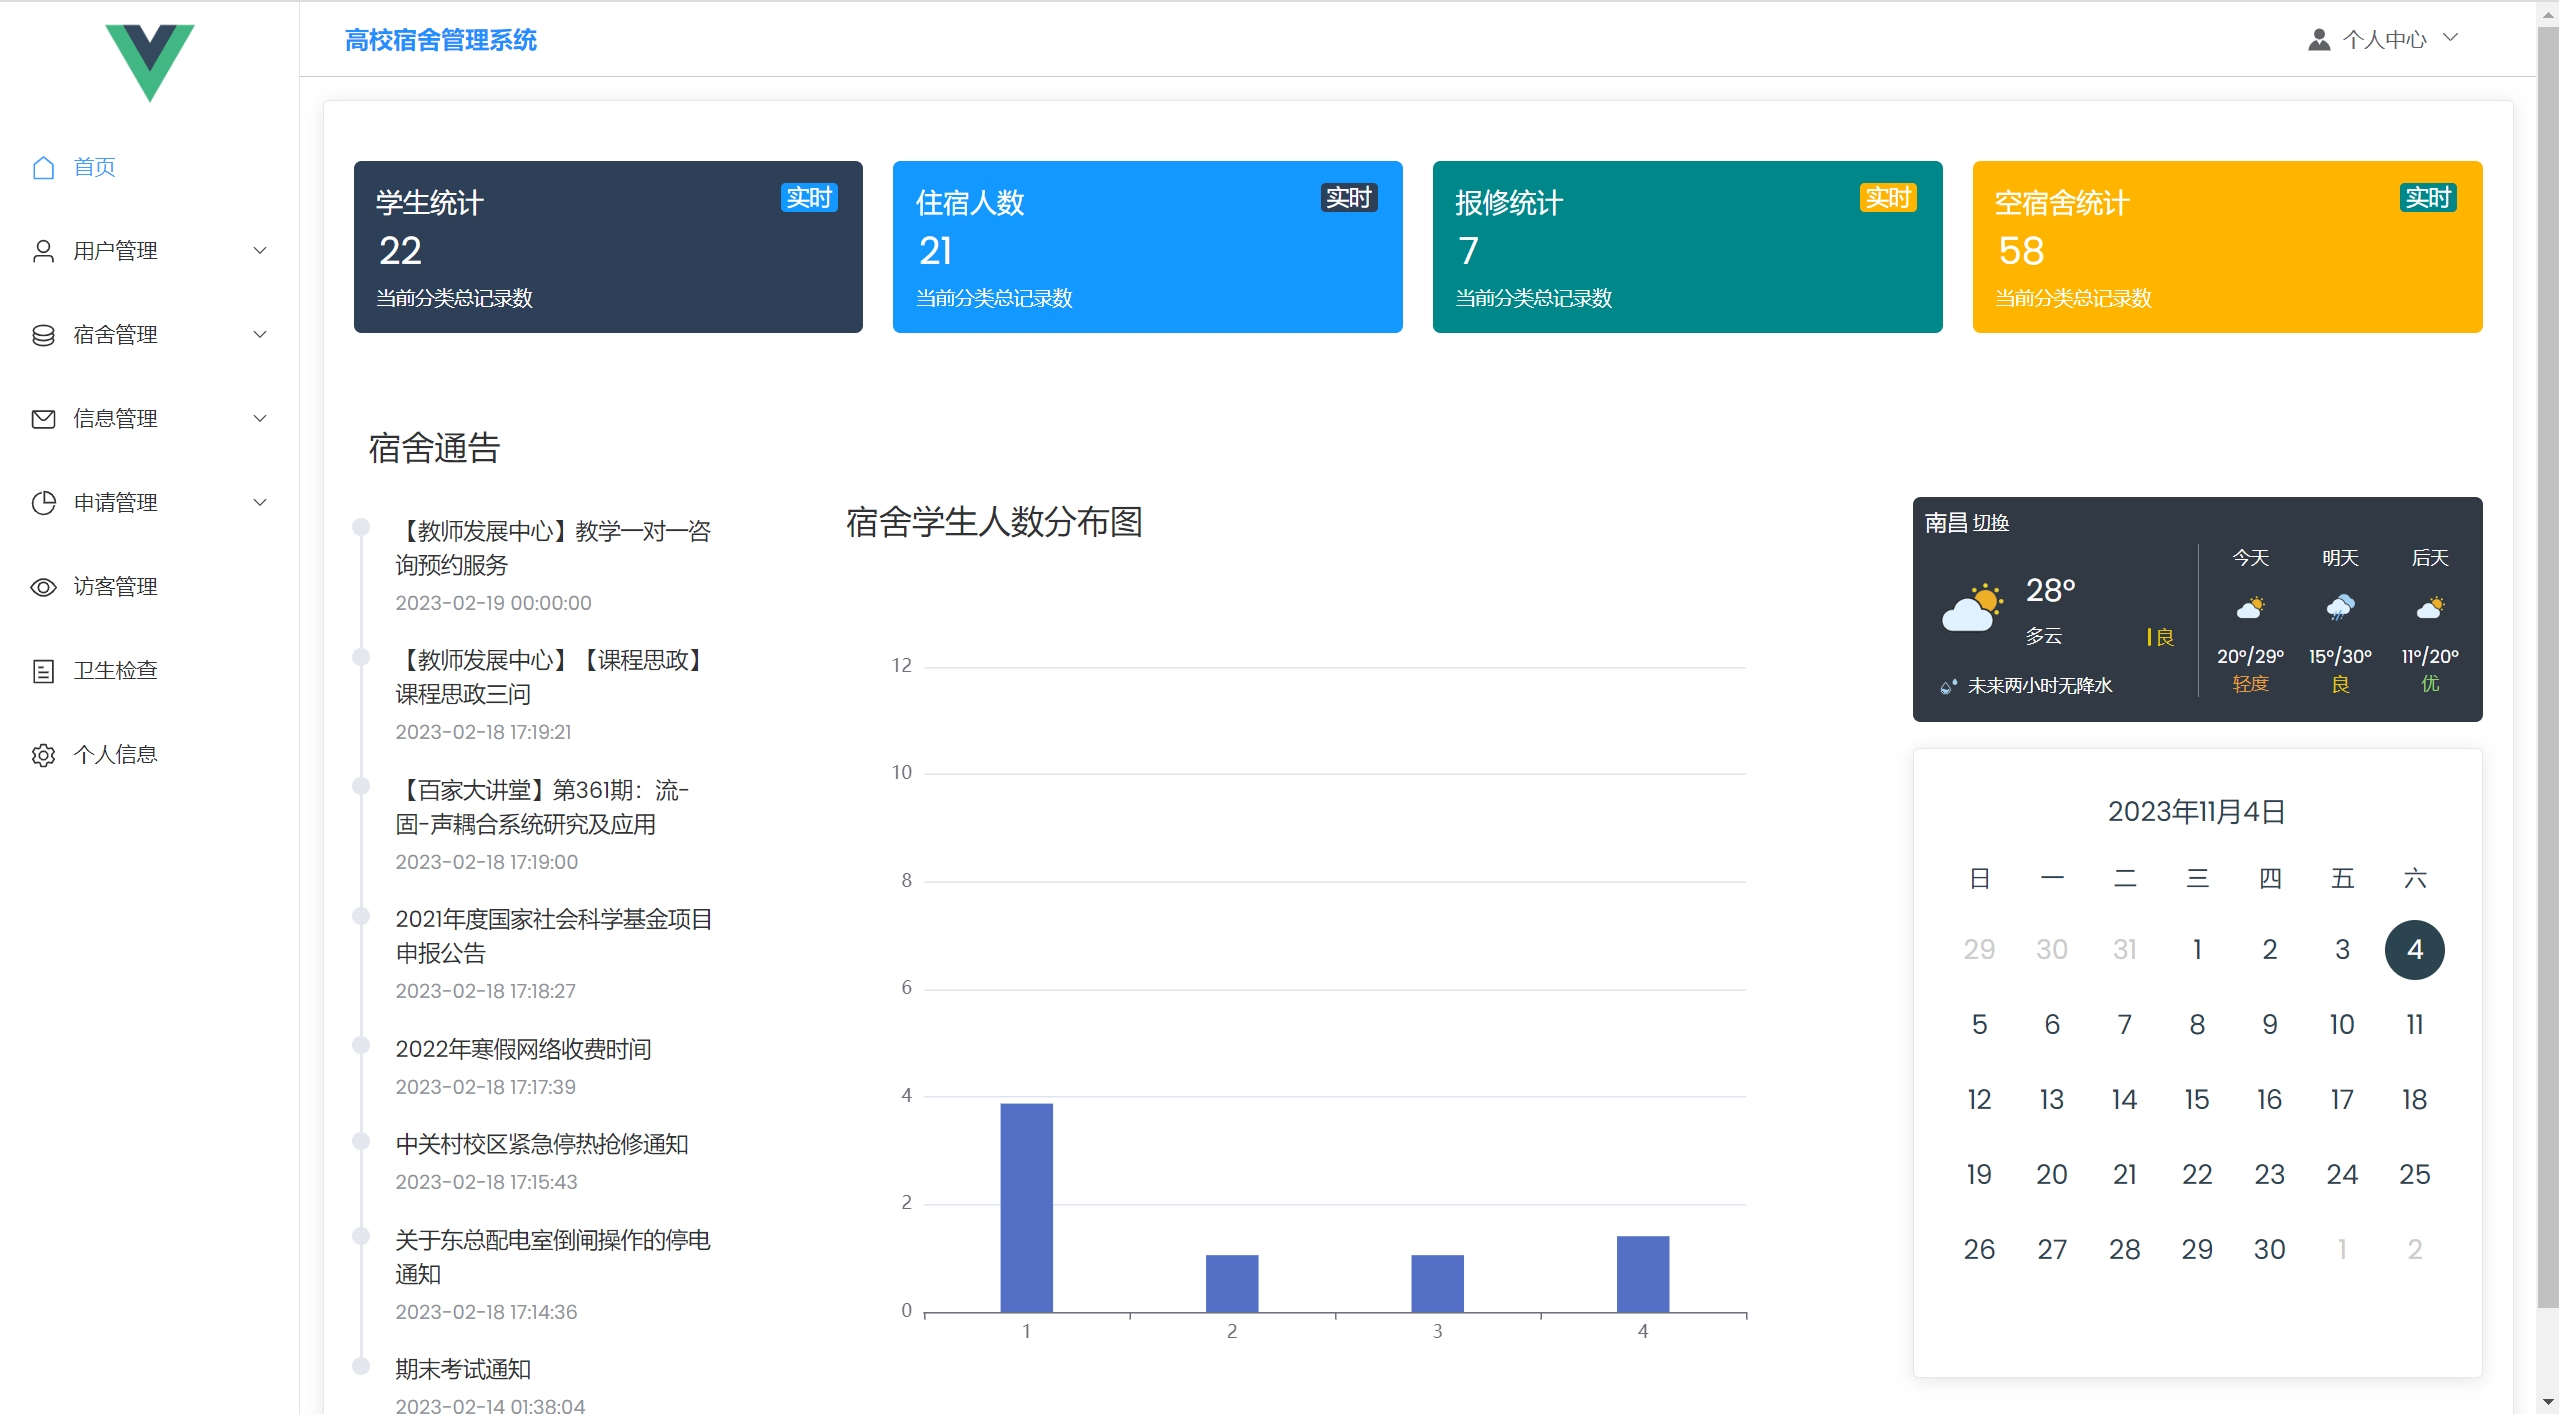 高校宿舍管理系统
个人中心
首页
用户管理
宿舍管理
信息管理
申请管理
访客管理
卫生检查
个人信息
学生统计 实时
22
当前分类总记录数
住宿人数 实时
21
当前分类总记录数
报修统计 实时
7
当前分类总记录数
空宿舍统计 实时
58
当前分类总记录数
宿舍通告
【教师发展中心】教学一对一咨
询预约服务
2023-02-19 00:00:00
【教师发展中心】【课程思政】
课程思政三问
2023-02-18 17:19:21
【百家大讲堂】第361期：流-
固-声耦合系统研究及应用
2023-02-18 17:19:00
2021年度国家社会科学基金项目
申报公告
2023-02-18 17:18:27
2022年寒假网络收费时间
2023-02-18 17:17:39
中关村校区紧急停热抢修通知
2023-02-18 17:15:43
关于东总配电室倒闸操作的停电
通知
2023-02-18 17:14:36
期末考试通知
2023-02-14 01:38:04
宿舍学生人数分布图
12
10
8
6
4
2
0
1 2 3 4
南昌 切换
28°
多云 良
未来两小时无降水
今天 明天 后天
20°/29° 15°/30° 11°/20°
轻度 良 优
2023年11月4日
日 一 二 三 四 五 六
29 30 31 1 2 3 4
5 6 7 8 9 10 11
12 13 14 15 16 17 18
19 20 21 22 23 24 25
26 27 28 29 30 1 2